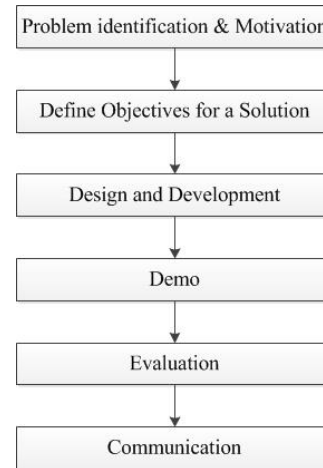 Problem identification & Motivation
Define Objectives for a Solution
Design and Development
Demo
Evaluation
Communication